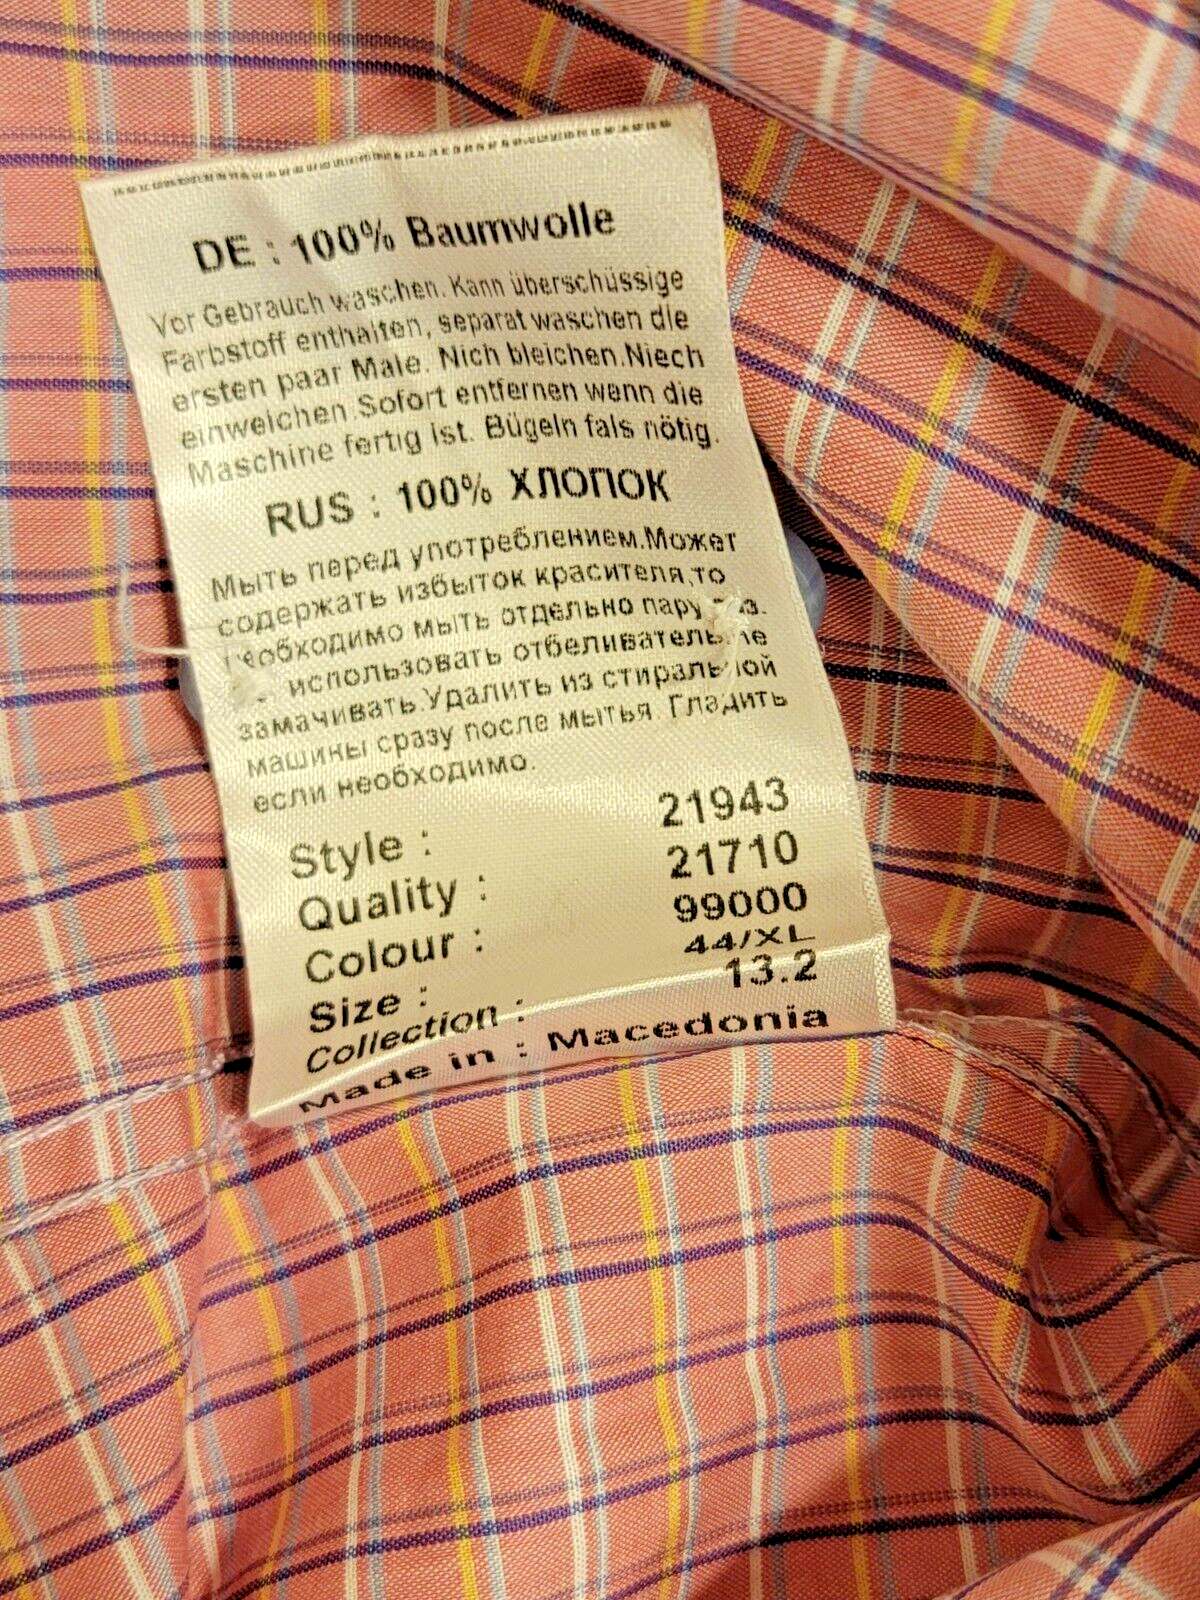 DE : 100% Baumwolle
Vor Gebrauch waschen. Kann überschüssige
Farbstoff enthalten, separat waschen die
ersten paar Male. Nich bleichen.Niech
einweichen.Sofort entfernen wenn die
Maschine fertig ist. Bügeln fals nötig.
RUS : 100% ХЛОПОК
Мыть перед употреблением.Может
содержать избыток красителя,то
необходимо мыть отдельно пару
использовать отбеливатель.Не
замачивать.Удалить из стиральной
машины сразу после мытья. Гладить
если необходимо.
Style : 21943
Quality : 21710
Colour : 99000
Size : 44/XL
Collection : 13.2
Made in : Macedonia